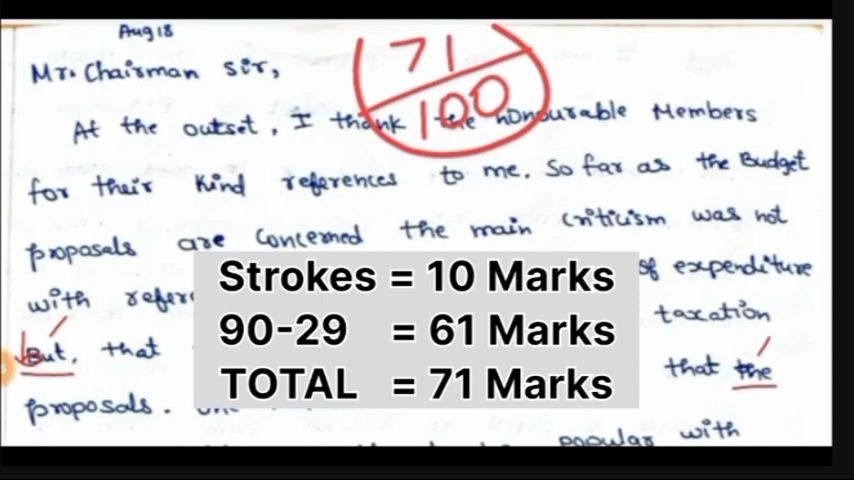 Aug 18
71
100
Mr. Chairman Sir,
At the outset, I thank the honourable Members
for their kind references to me. So far as the Budget
proposals are concerned the main criticism was not
with of expenditure
taxation
But, that
that the
proposals.
popular with
Strokes = 10 Marks
90-29 = 61 Marks
TOTAL = 71 Marks